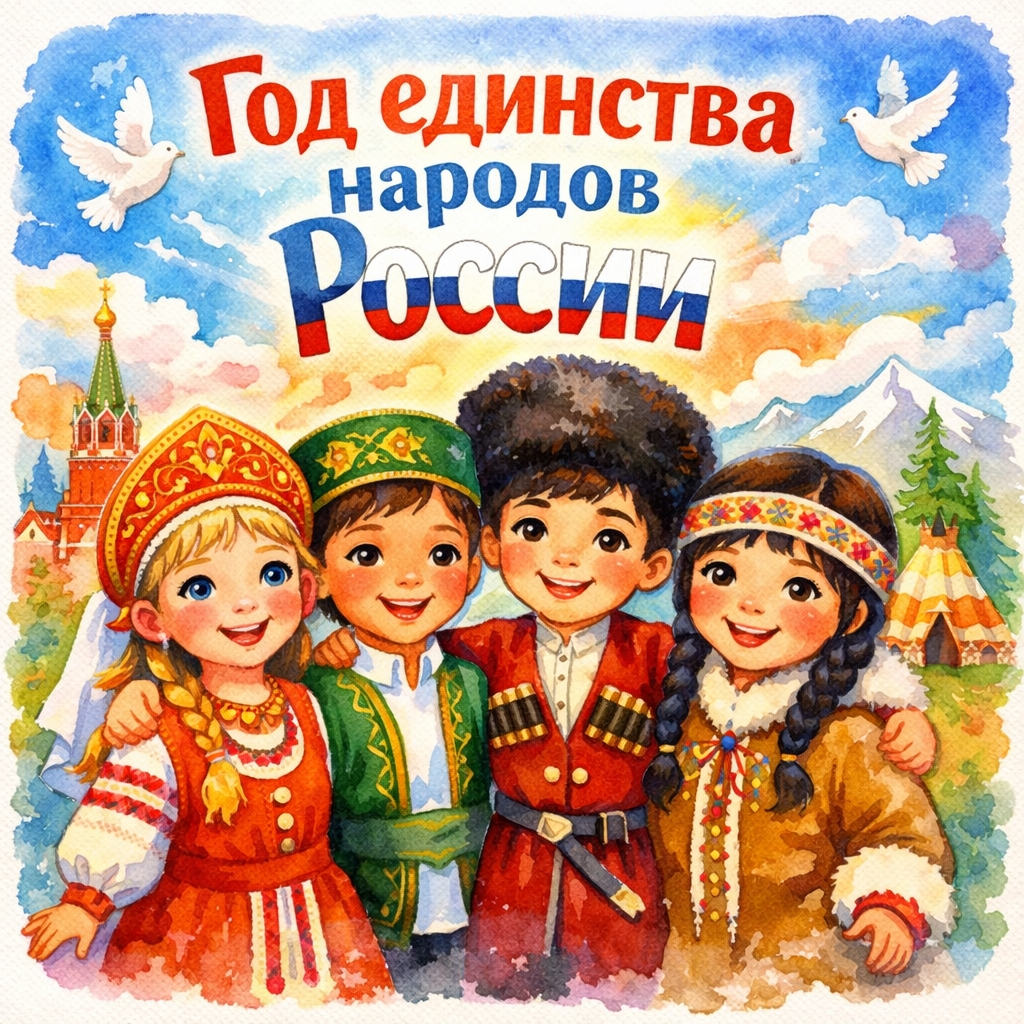 Год единства
народов
России